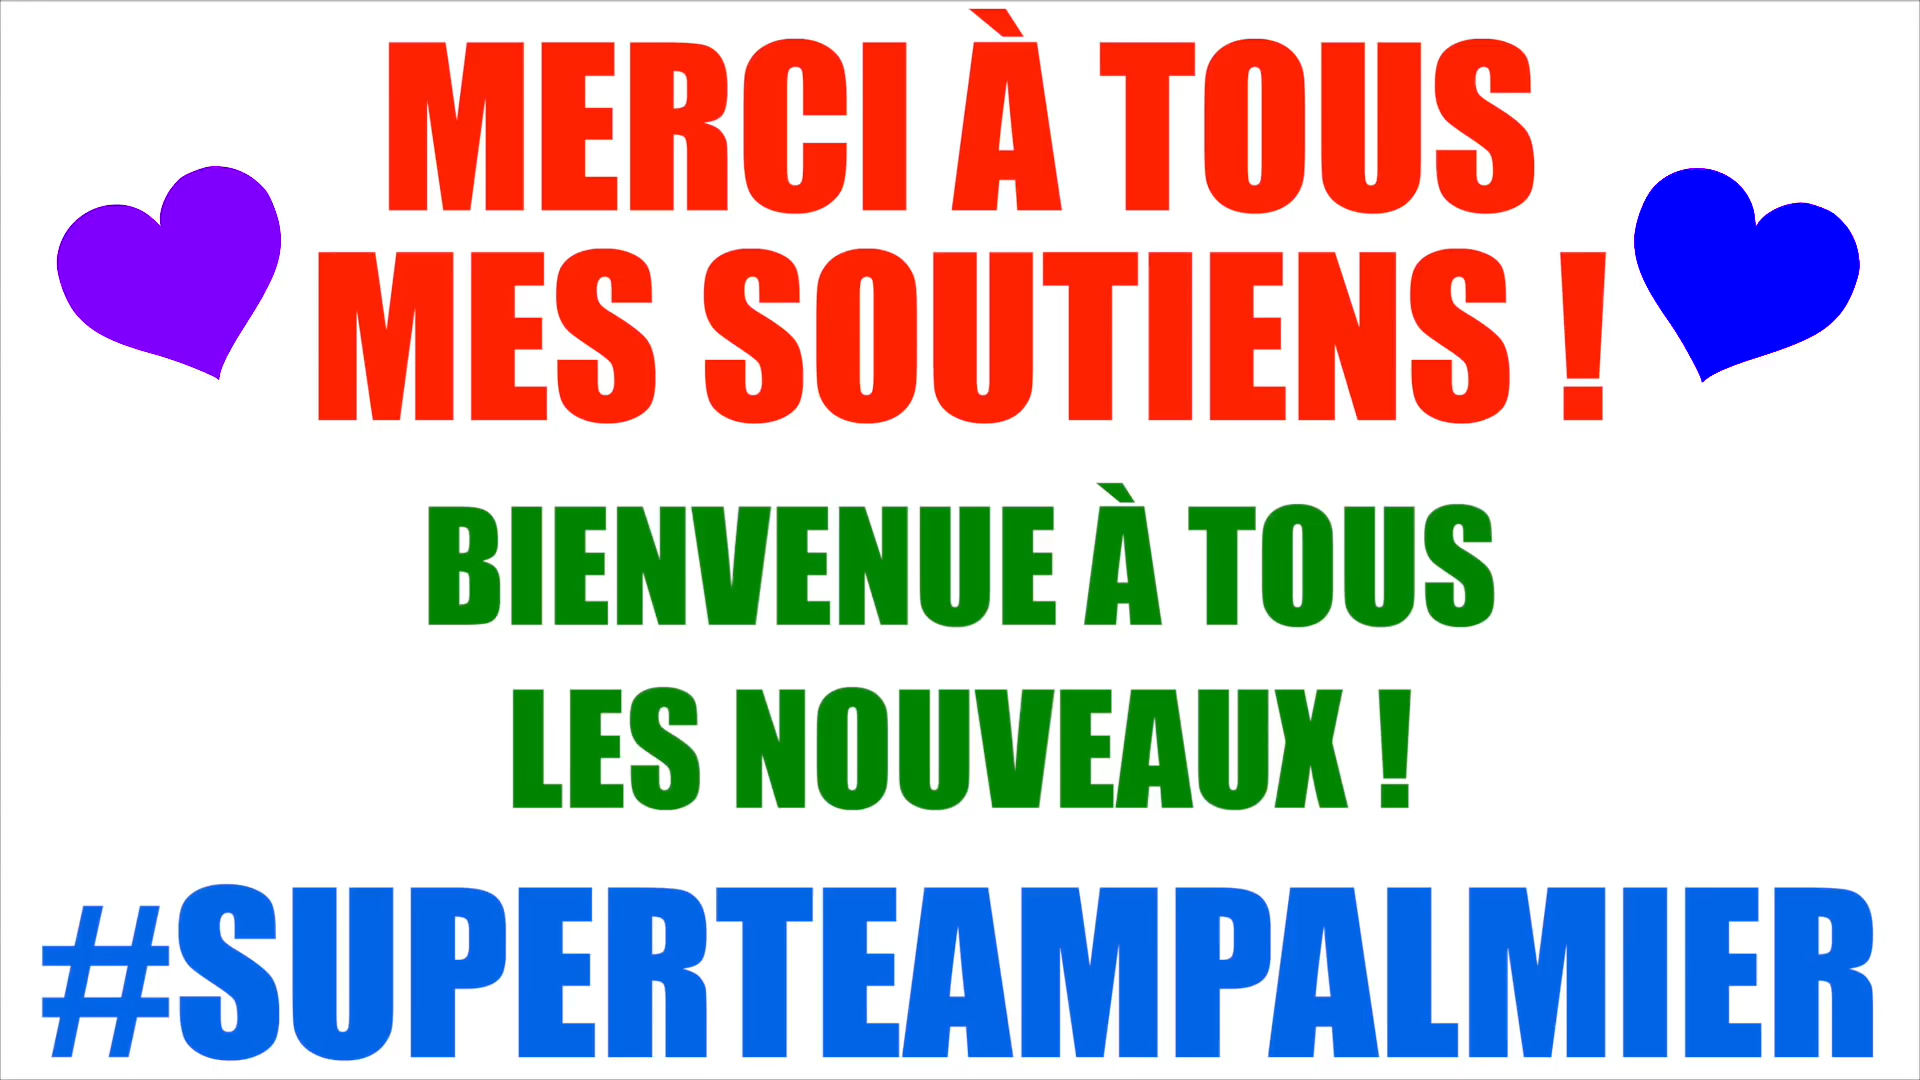 MERCI À TOUS
MES SOUTIENS !
BIENVENUE À TOUS
LES NOUVEAUX !
#SUPERTEAMPALMIER